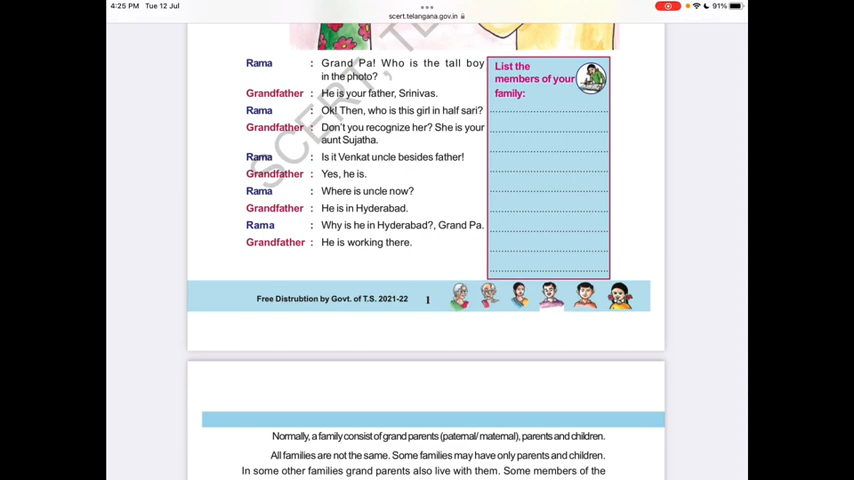 4:25 PM Tue 12 Jul
91%
scert.telangana.gov.in
Rama : Grand Pa! Who is the tall boy
in the photo?
Grandfather : He is your father, Srinivas.
Rama : Ok! Then, who is this girl in half sari?
Grandfather : Don't you recognize her? She is your
aunt Sujatha.
Rama : Is it Venkat uncle besides father!
Grandfather : Yes, he is.
Rama : Where is uncle now?
Grandfather : He is in Hyderabad.
Rama : Why is he in Hyderabad?, Grand Pa.
Grandfather : He is working there.
List the
members of your
family:
SCERT, TE
Free Distrubtion by Govt. of T.S. 2021-22 1
Normally, a family consist of grand parents (paternal/ maternal), parents and children.
All families are not the same. Some families may have only parents and children.
In some other families grand parents also live with them. Some members of the